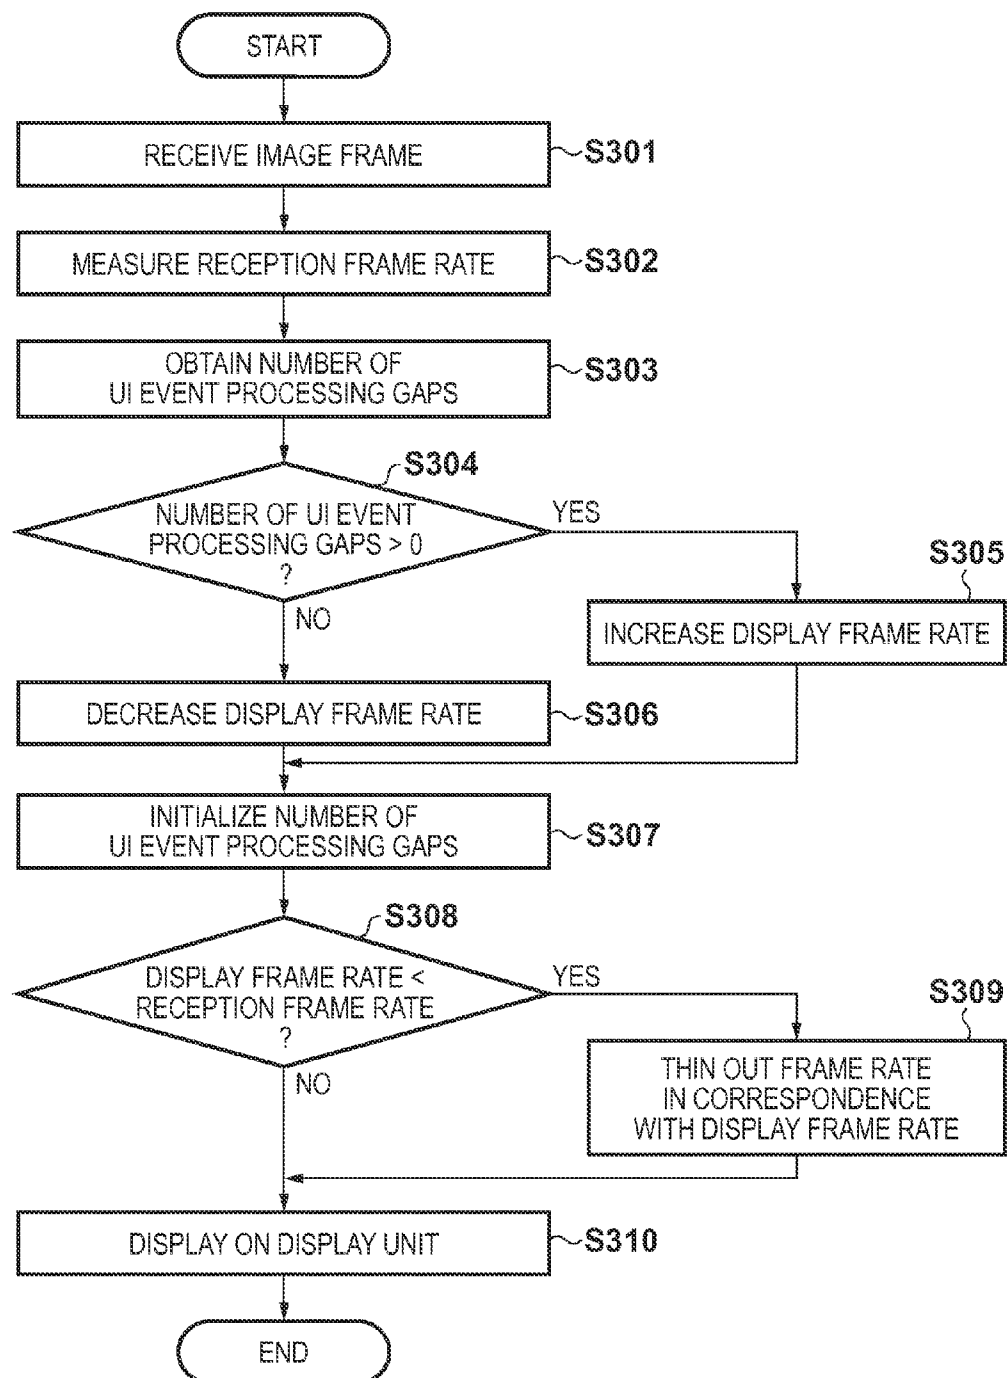 START
RECEIVE IMAGE FRAME
S301
MEASURE RECEPTION FRAME RATE
S302
OBTAIN NUMBER OF
UI EVENT PROCESSING GAPS
S303
S304
NUMBER OF UI EVENT
PROCESSING GAPS > 0
?
YES
NO
S305
INCREASE DISPLAY FRAME RATE
DECREASE DISPLAY FRAME RATE
S306
INITIALIZE NUMBER OF
UI EVENT PROCESSING GAPS
S307
S308
DISPLAY FRAME RATE <
RECEPTION FRAME RATE
?
YES
NO
S309
THIN OUT FRAME RATE
IN CORRESPONDENCE
WITH DISPLAY FRAME RATE
DISPLAY ON DISPLAY UNIT
S310
END